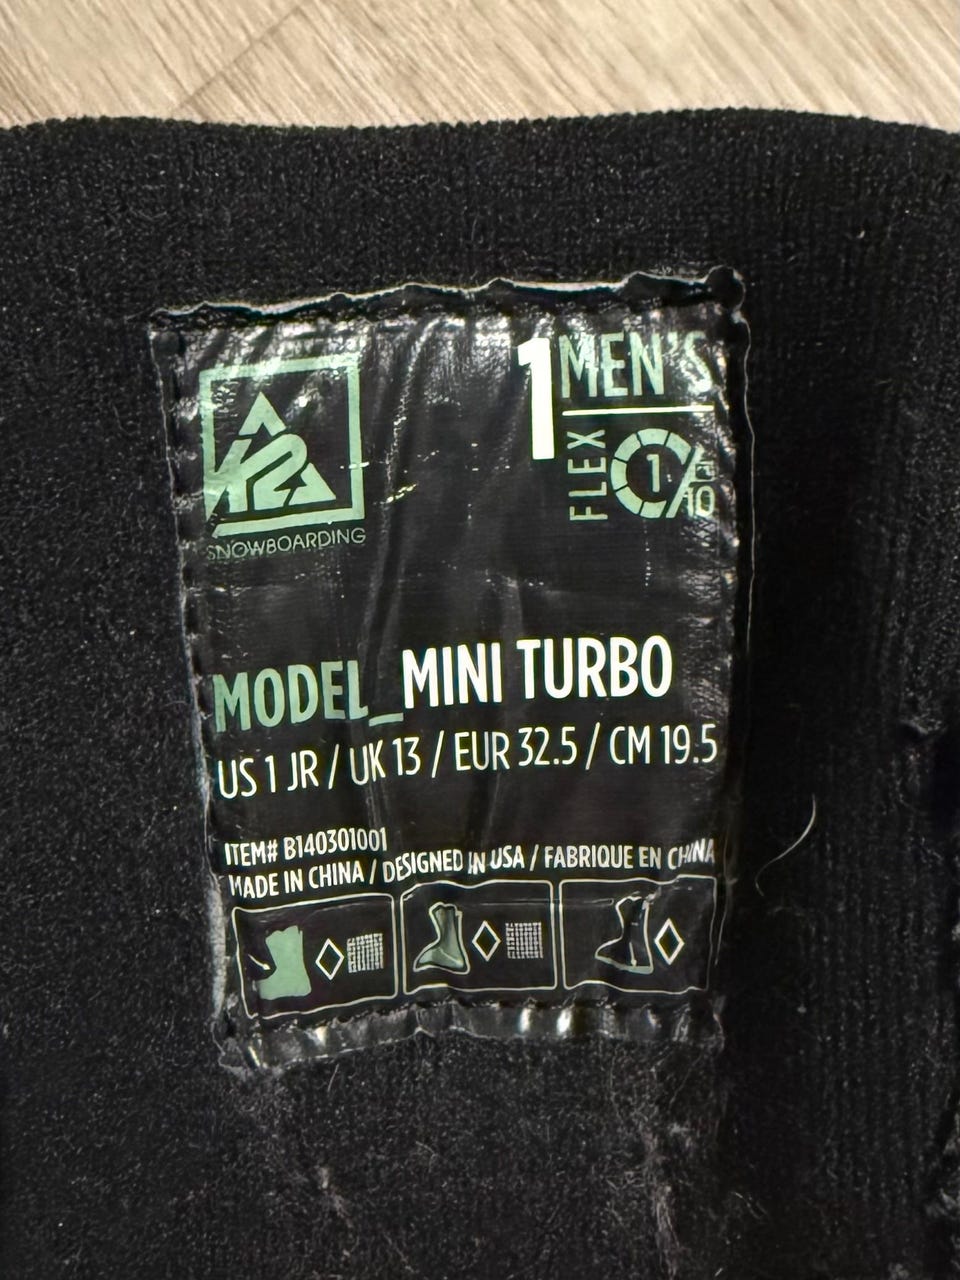 K2
SNOWBOARDING
1 MEN'S
FLEX 1/10
MODEL_MINI TURBO
US 1 JR / UK 13 / EUR 32.5 / CM 19.5
ITEM# B140301001
MADE IN CHINA / DESIGNED IN USA / FABRIQUE EN CHINA